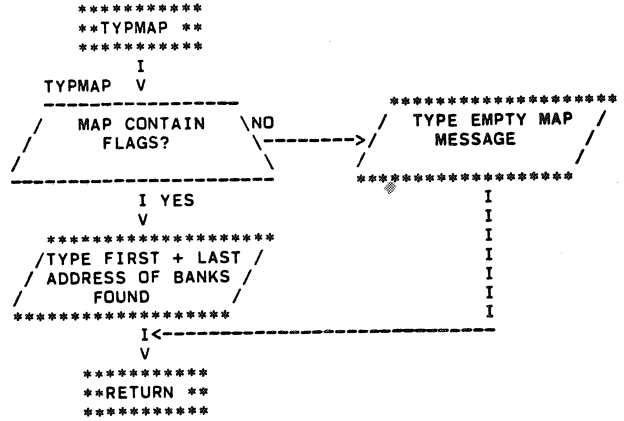 ***********
**TYPMAP **
***********
I
TYPMAP V
-------------------
/ MAP CONTAIN \NO
/ FLAGS? \ --------->
/ \
--------------------------
*********************
/ TYPE EMPTY MAP /
/ MESSAGE /
/ /
********************
I YES
V
I
I
I
I
I
I
I
**********************
/TYPE FIRST + LAST /
/ ADDRESS OF BANKS /
/ FOUND /
********************
I<--------------------------------
V
***********
**RETURN **
***********